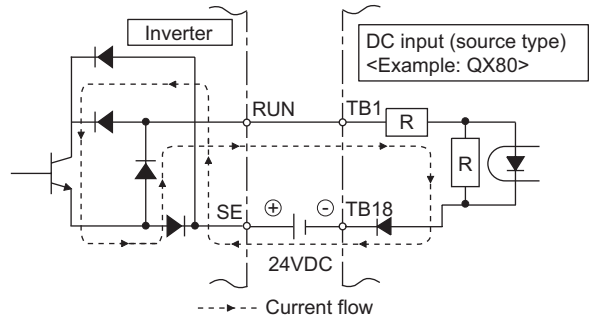 Inverter
DC input (source type)
<Example: QX80>
RUN
TB1
R
R
SE
+
-
TB18
24VDC
Current flow